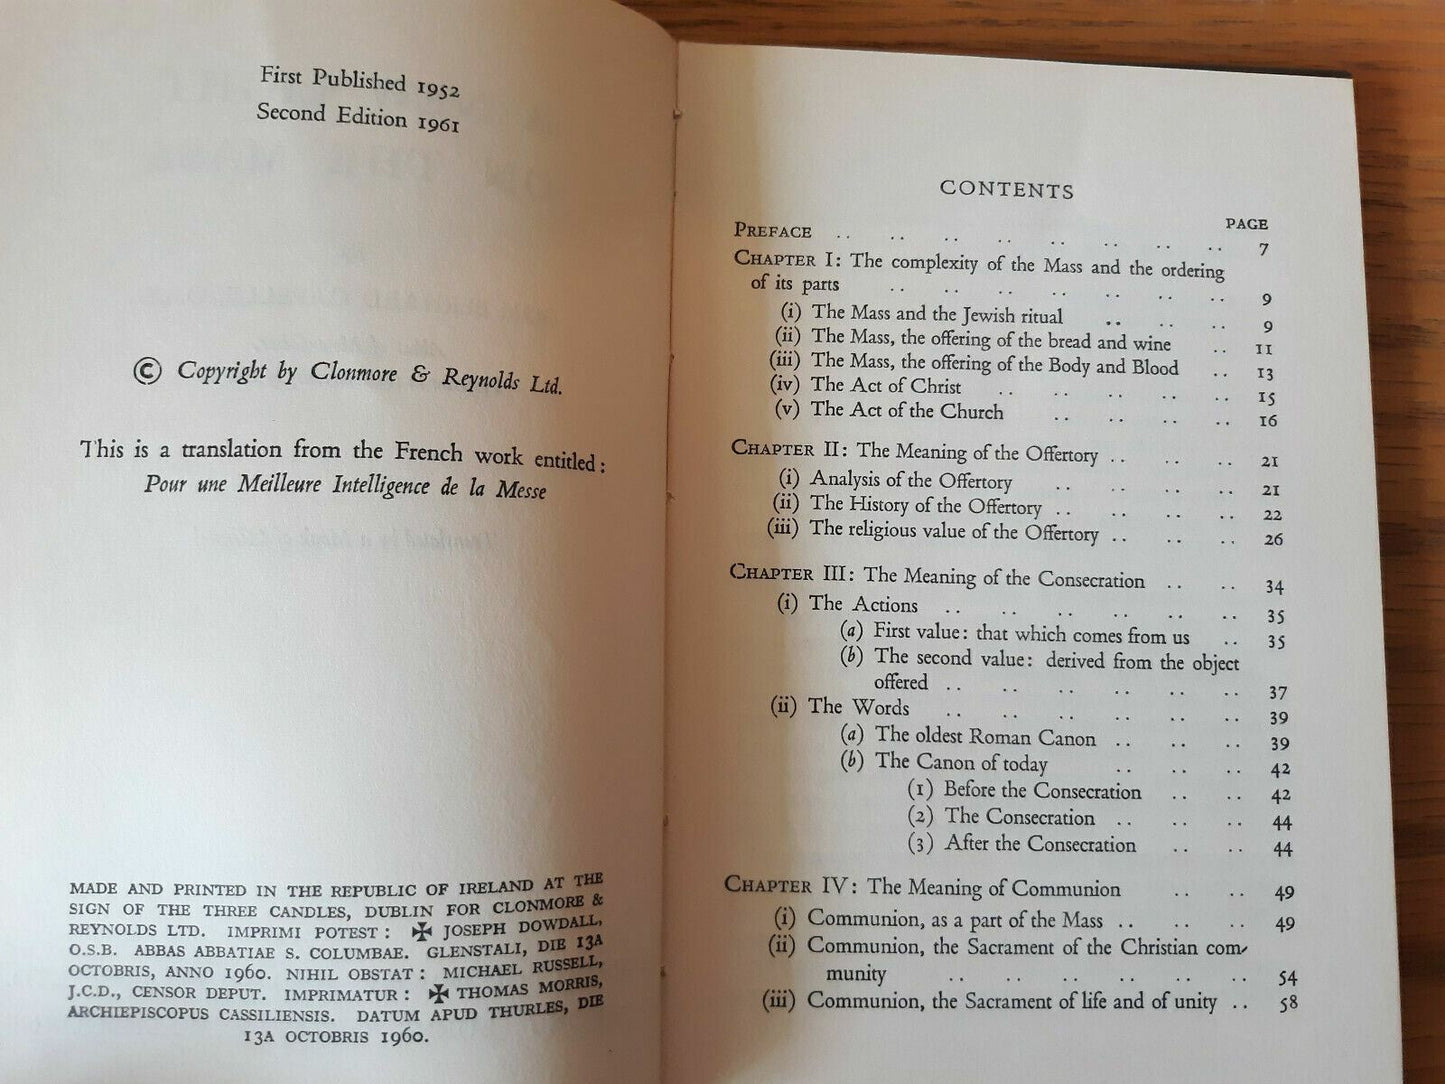 First Published 1952
Second Edition 1961
© Copyright by Clonmore & Reynolds Ltd.
This is a translation from the French work entitled:
Pour une Meilleure Intelligence de la Messe
MADE AND PRINTED IN THE REPUBLIC OF IRELAND AT THE
SIGN OF THE THREE CANDLES, DUBLIN FOR CLONMORE &
REYNOLDS LTD. IMPRIMI POTEST: ✠ JOSEPH DOWDALL,
O.S.B. ABBAS ABBATIAE S. COLUMBAE. GLENSTALI, DIE 13A
OCTOBRIS, ANNO 1960. NIHIL OBSTAT: MICHAEL RUSSELL,
J.C.D., CENSOR DEPUT. IMPRIMATUR: ✠ THOMAS MORRIS,
ARCHIEPISCOPUS CASSILIENSIS. DATUM APUD THURLES, DIE
13A OCTOBRIS 1960.
CONTENTS
PAGE
PREFACE .. .. .. .. .. .. .. .. 7
CHAPTER I: The complexity of the Mass and the ordering
of its parts .. .. .. .. .. .. .. 9
(i) The Mass and the Jewish ritual .. .. .. 9
(ii) The Mass, the offering of the bread and wine .. 11
(iii) The Mass, the offering of the Body and Blood .. 13
(iv) The Act of Christ .. .. .. .. .. 15
(v) The Act of the Church .. .. .. .. 16
CHAPTER II: The Meaning of the Offertory .. .. .. 21
(i) Analysis of the Offertory .. .. .. .. 21
(ii) The History of the Offertory .. .. .. .. 22
(iii) The religious value of the Offertory .. .. .. 26
CHAPTER III: The Meaning of the Consecration .. .. 34
(i) The Actions .. .. .. .. .. .. 35
(a) First value: that which comes from us .. 35
(b) The second value: derived from the object
offered .. .. .. .. .. .. 37
(ii) The Words .. .. .. .. .. .. 39
(a) The oldest Roman Canon .. .. .. 39
(b) The Canon of today .. .. .. 42
(1) Before the Consecration .. .. 42
(2) The Consecration .. .. .. 44
(3) After the Consecration .. .. 44
CHAPTER IV: The Meaning of Communion .. .. 49
(i) Communion, as a part of the Mass .. .. .. 49
(ii) Communion, the Sacrament of the Christian com-
munity .. .. .. .. .. .. 54
(iii) Communion, the Sacrament of life and of unity .. 58